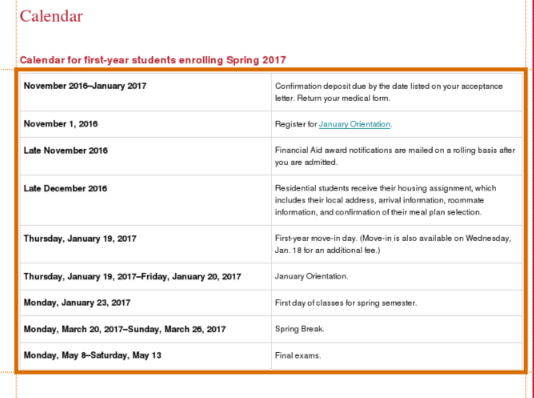 Calendar
Calendar for first-year students enrolling Spring 2017
November 2016–January 2017
Confirmation deposit due by the date listed on your acceptance
letter. Return your medical form.
November 1, 2016
Register for January Orientation.
Late November 2016
Financial Aid award notifications are mailed on a rolling basis after
you are admitted.
Late December 2016
Residential students receive their housing assignment, which
includes their local address, arrival information, roommate
information, and confirmation of their meal plan selection.
Thursday, January 19, 2017
First-year move-in day. (Move-in is also available on Wednesday,
Jan. 18 for an additional fee.)
Thursday, January 19, 2017–Friday, January 20, 2017
January Orientation.
Monday, January 23, 2017
First day of classes for spring semester.
Monday, March 20, 2017–Sunday, March 26, 2017
Spring Break.
Monday, May 8–Saturday, May 13
Final exams.